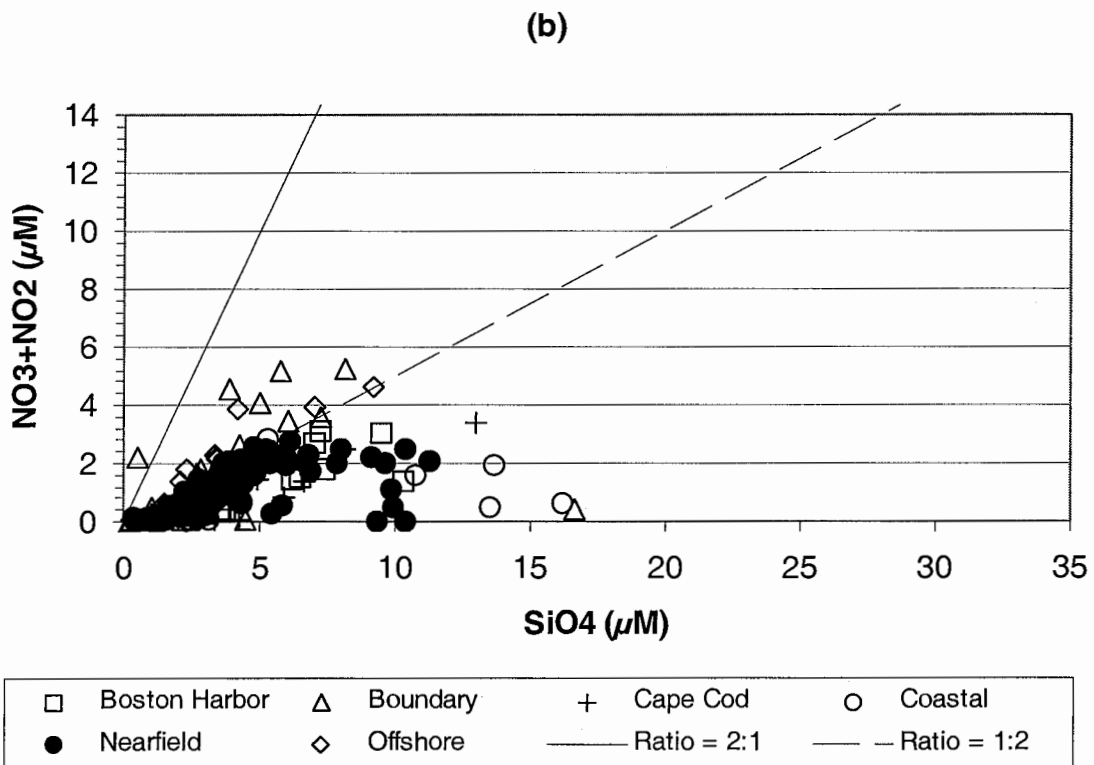 (b)
NO3+NO2 (µM)
14
12
10
8
6
4
2
0
0 5 10 15 20 25 30 35
SiO4 (µM)
Boston Harbor Boundary Cape Cod Coastal
Nearfield Offshore Ratio = 2:1 Ratio = 1:2